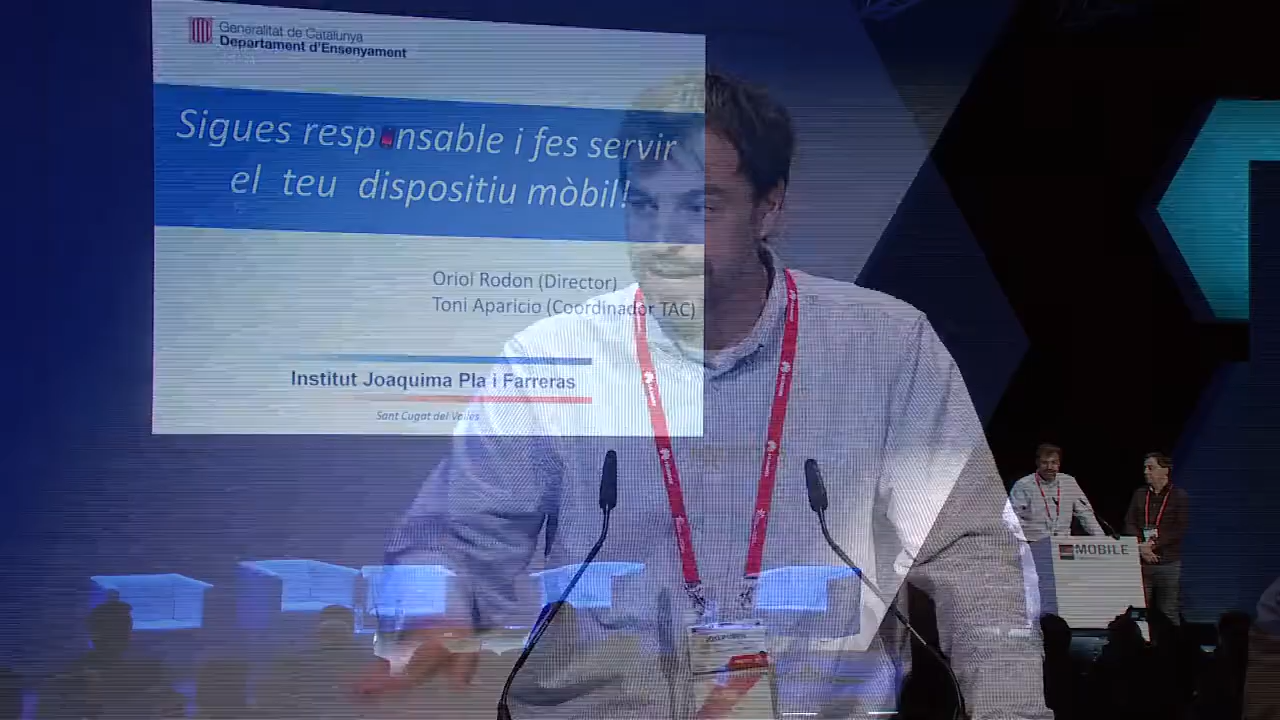 Generalitat de Catalunya
Departament d'Ensenyament
Sigues responsable i fes servir
el teu dispositiu mòbil!
Oriol Rodon (Director)
Toni Aparicio (Coordinador TAC)
Institut Joaquima Pla i Farreras
Sant Cugat del Vallès
MOBILE